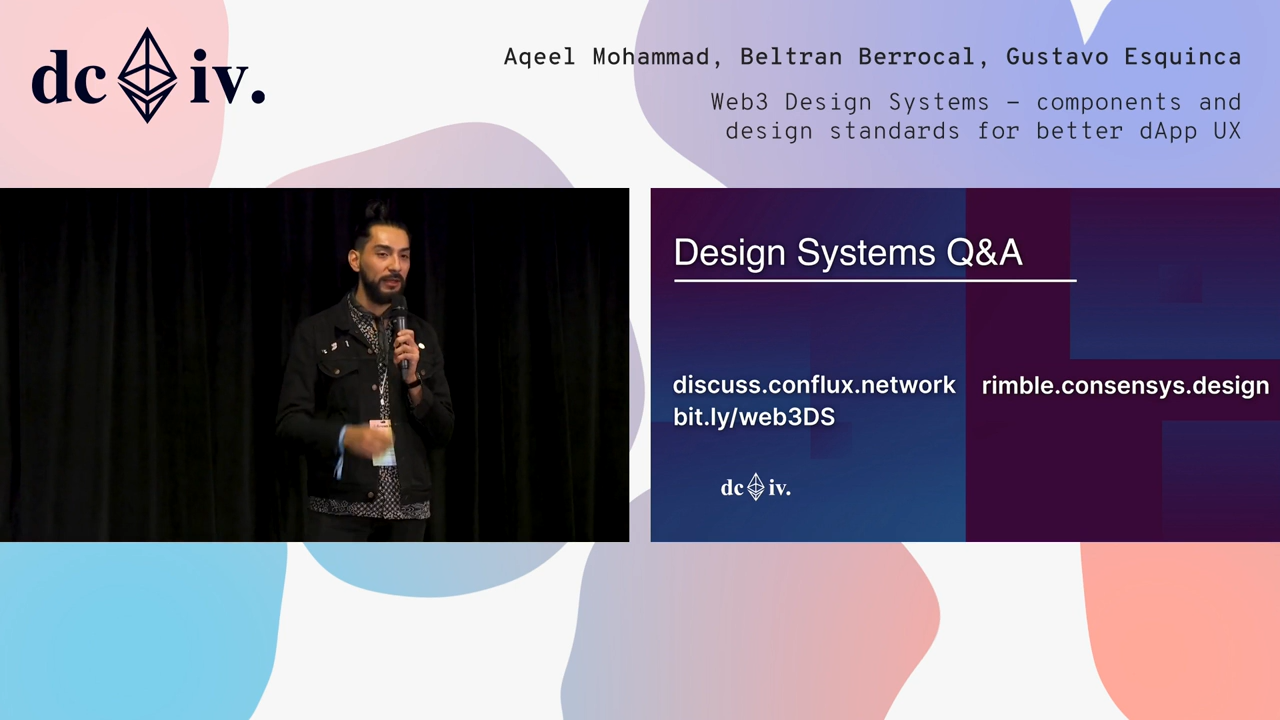 dc iv.
Aqeel Mohammad, Beltran Berrocal, Gustavo Esquinca
Web3 Design Systems – components and
design standards for better dApp UX
Design Systems Q&A
discuss.conflux.network
bit.ly/web3DS
rimble.consensys.design
dc iv.